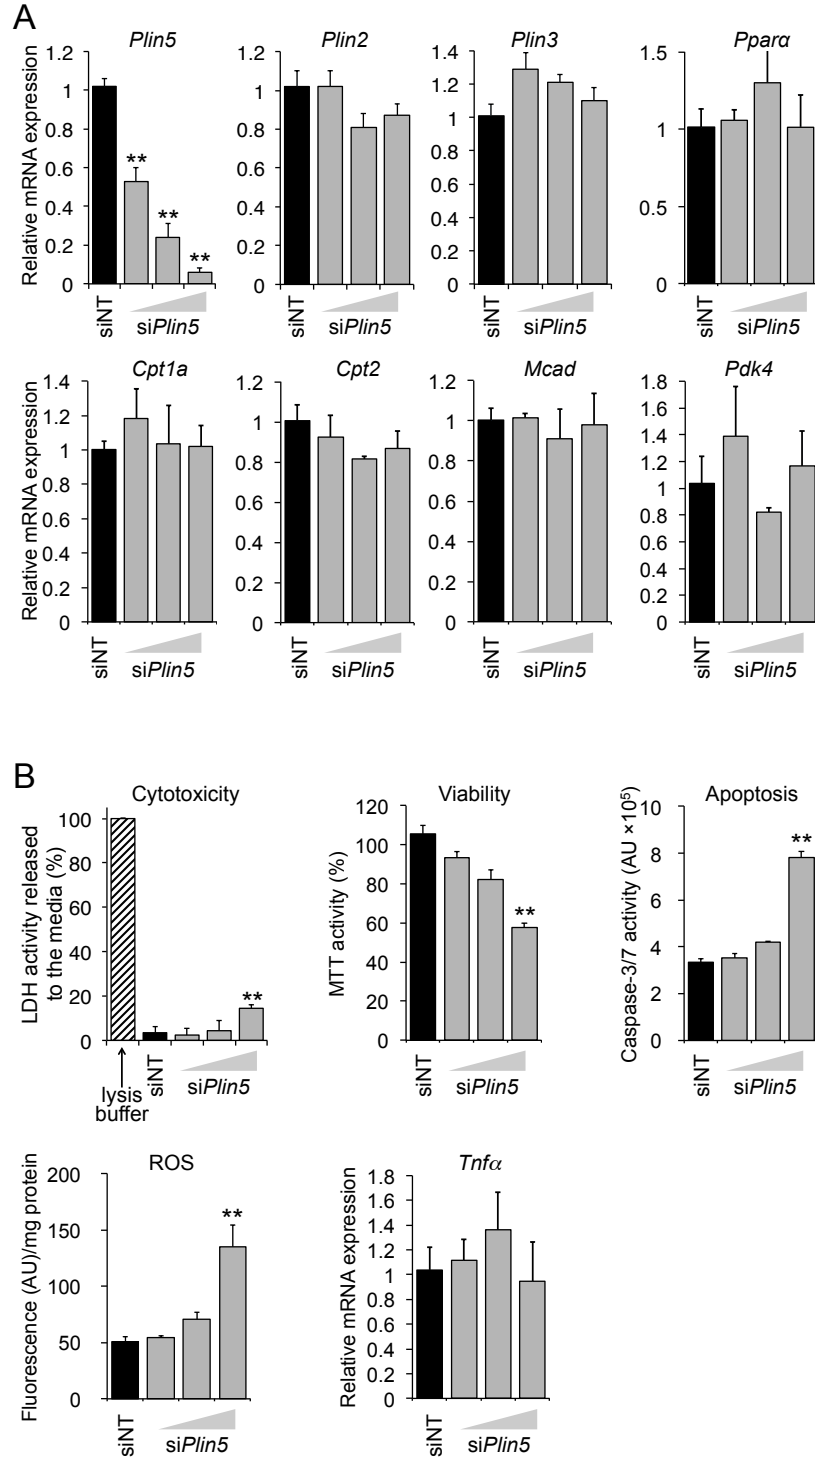 A
Plin5
Plin2
Plin3
Pparα
Relative mRNA expression
1.2
1
0.8
0.6
0.4
0.2
0
**
**
**
siNT
siPlin5
1.2
1
0.8
0.6
0.4
0.2
0
siNT
siPlin5
1.4
1.2
1
0.8
0.6
0.4
0.2
0
siNT
siPlin5
1.5
1
0.5
0
siNT
siPlin5
Cpt1a
Cpt2
Mcad
Pdk4
Relative mRNA expression
1.4
1.2
1
0.8
0.6
0.4
0.2
0
siNT
siPlin5
1.2
1
0.8
0.6
0.4
0.2
0
siNT
siPlin5
1.2
1
0.8
0.6
0.4
0.2
0
siNT
siPlin5
1.8
1.6
1.4
1.2
1
0.8
0.6
0.4
0.2
0
siNT
siPlin5
B
Cytotoxicity
LDH activity released
to the media (%)
100
80
60
40
20
0
**
lysis
buffer
siNT
siPlin5
Viability
MTT activity (%)
120
100
80
60
40
20
0
**
siNT
siPlin5
Apoptosis
Caspase-3/7 activity (AU ×10⁵)
10
8
6
4
2
0
**
siNT
siPlin5
ROS
Fluorescence (AU)/mg protein
200
150
100
50
0
**
siNT
siPlin5
Tnfα
Relative mRNA expression
1.8
1.6
1.4
1.2
1
0.8
0.6
0.4
0.2
0
siNT
siPlin5